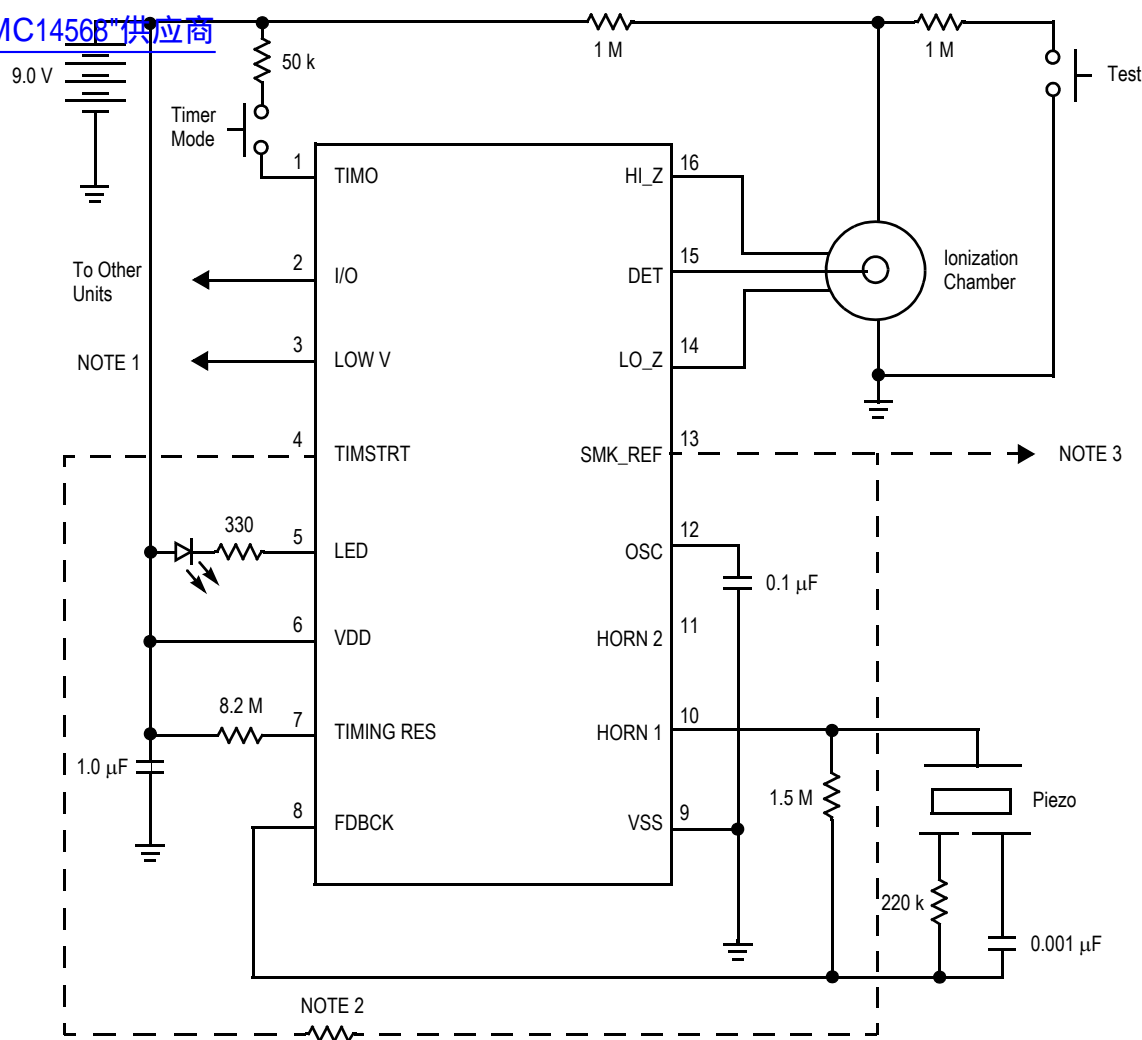 MC14568"供应商
9.0 V
50 k
1 M
1 M
Test
Timer
Mode
1
TIMO
HI_Z
16
To Other
Units
2
I/O
DET
15
Ionization
Chamber
NOTE 1
3
LOW V
LO_Z
14
4
TIMSTRT
SMK_REF
13
NOTE 3
330
5
LED
OSC
12
0.1 μF
6
VDD
HORN 2
11
8.2 M
7
TIMING RES
HORN 1
10
1.0 μF
1.5 M
Piezo
8
FDBCK
VSS
9
220 k
0.001 μF
NOTE 2